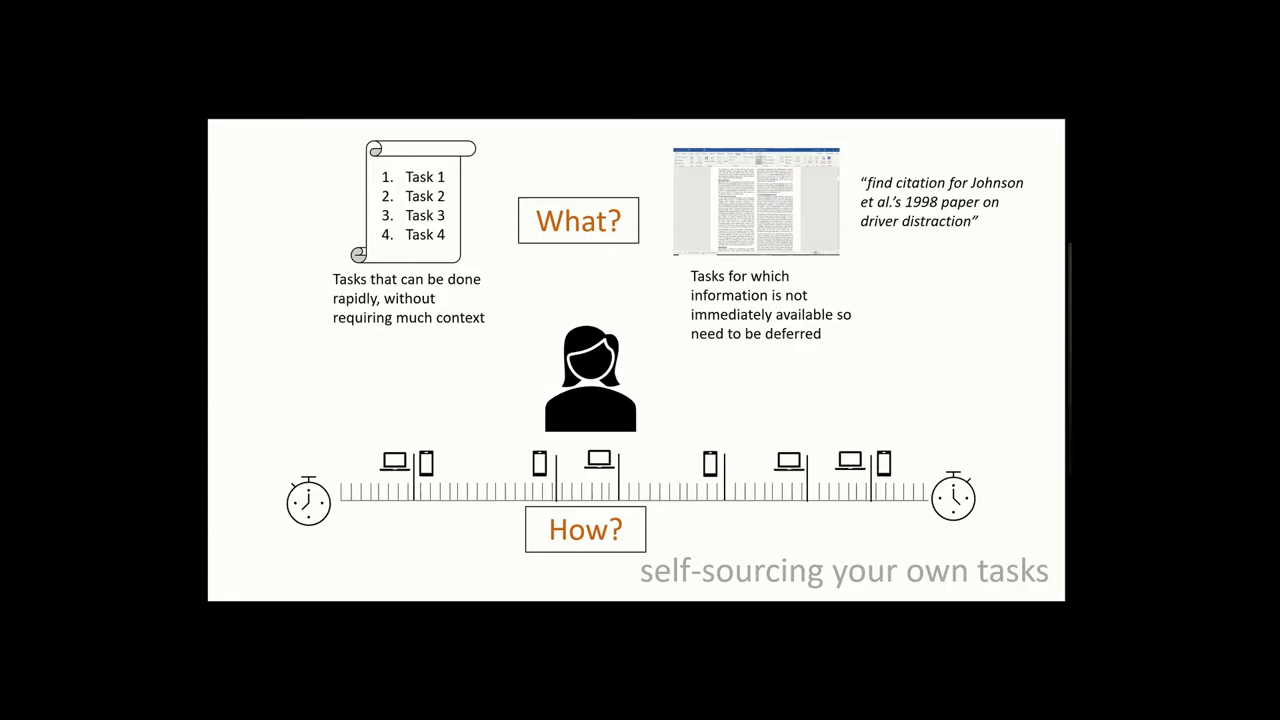 1. Task 1
2. Task 2
3. Task 3
4. Task 4
Tasks that can be done
rapidly, without
requiring much context
What?
“find citation for Johnson
et al.’s 1998 paper on
driver distraction”
Tasks for which
information is not
immediately available so
need to be deferred
How?
self-sourcing your own tasks